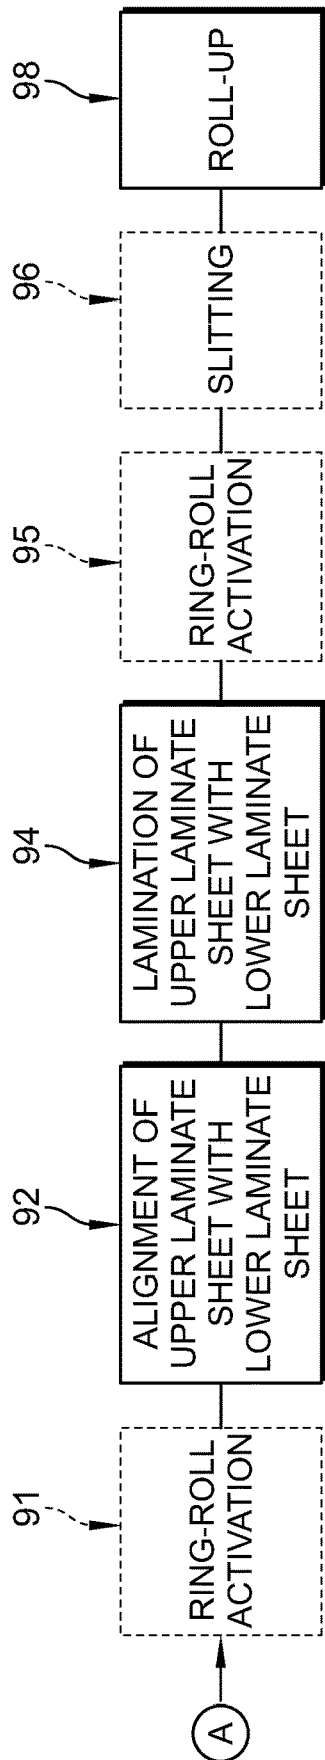 A
91
RING-ROLL
ACTIVATION
92
ALIGNMENT OF
UPPER LAMINATE
SHEET WITH
LOWER LAMINATE
SHEET
94
LAMINATION OF
UPPER LAMINATE
SHEET WITH
LOWER LAMINATE
SHEET
95
RING-ROLL
ACTIVATION
96
SLITTING
98
ROLL-UP